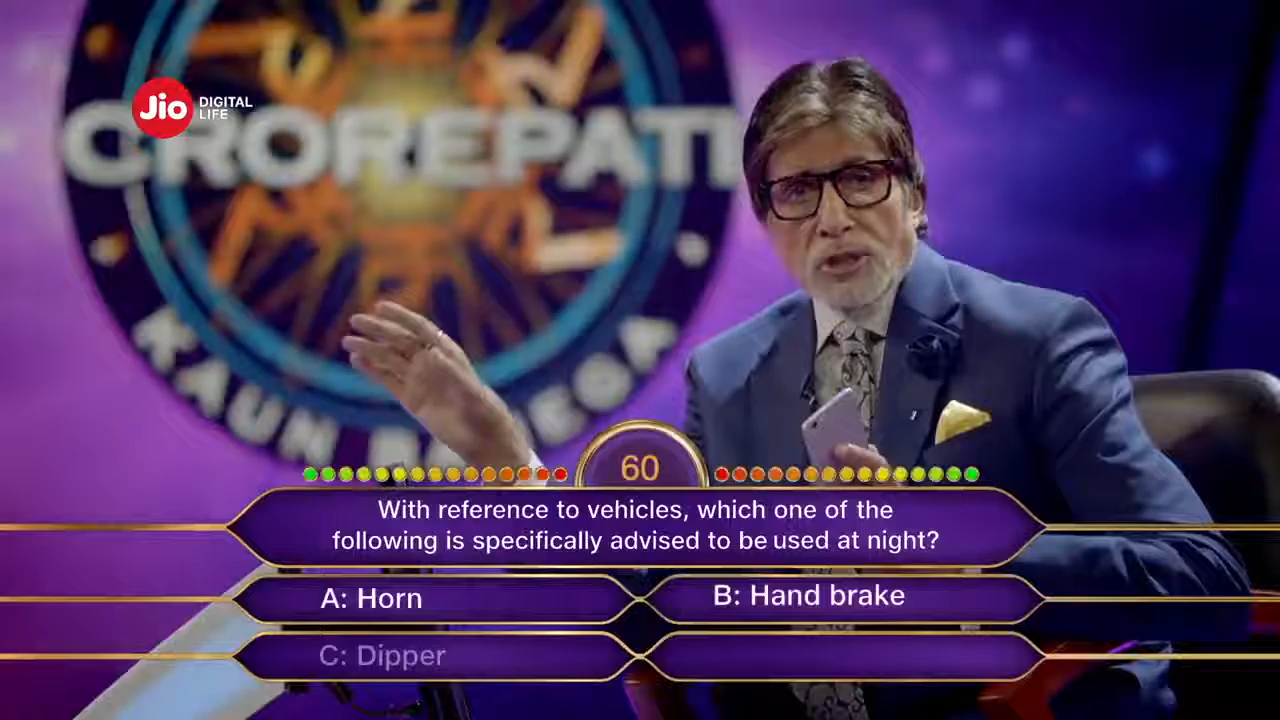 Jio DIGITAL
LIFE
CROREPATI
KAUN B EGA
60
With reference to vehicles, which one of the
following is specifically advised to be used at night?
A: Horn
B: Hand brake
C: Dipper